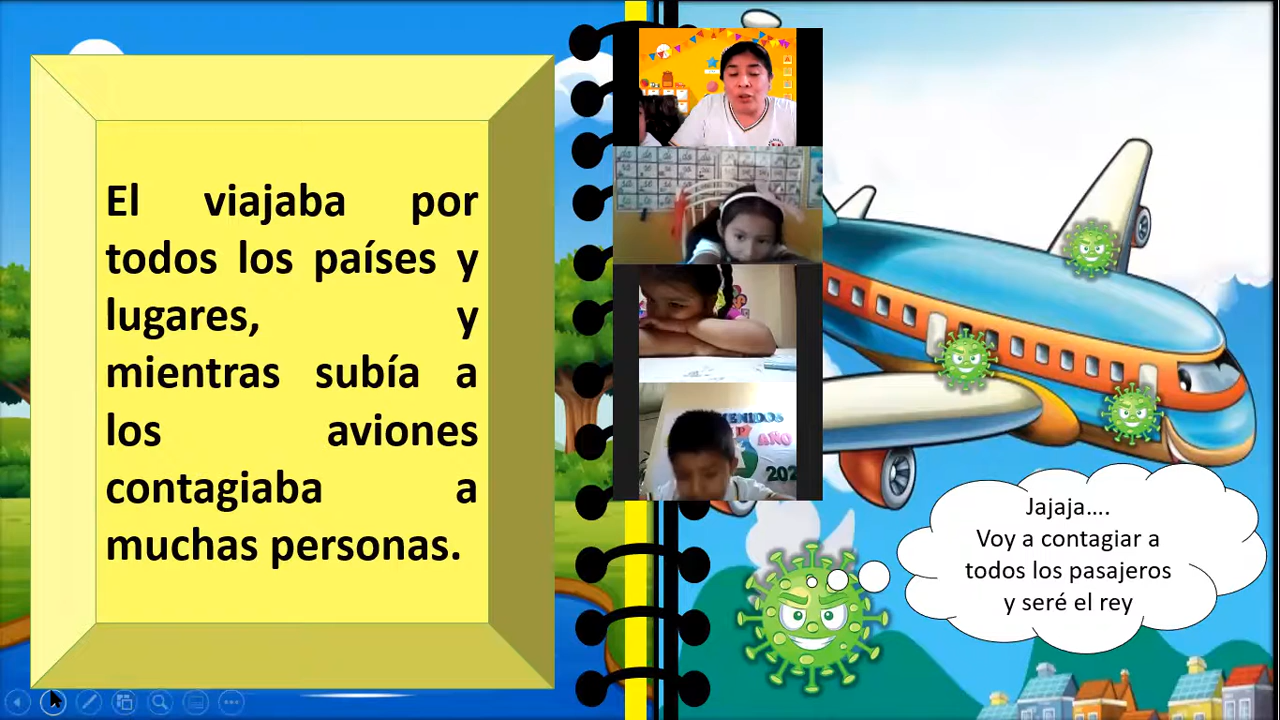 El viajaba por
todos los países y
lugares, y
mientras subía a
los aviones
contagiaba a
muchas personas.
AÑO
Jajaja....
Voy a contagiar a
todos los pasajeros
y seré el rey